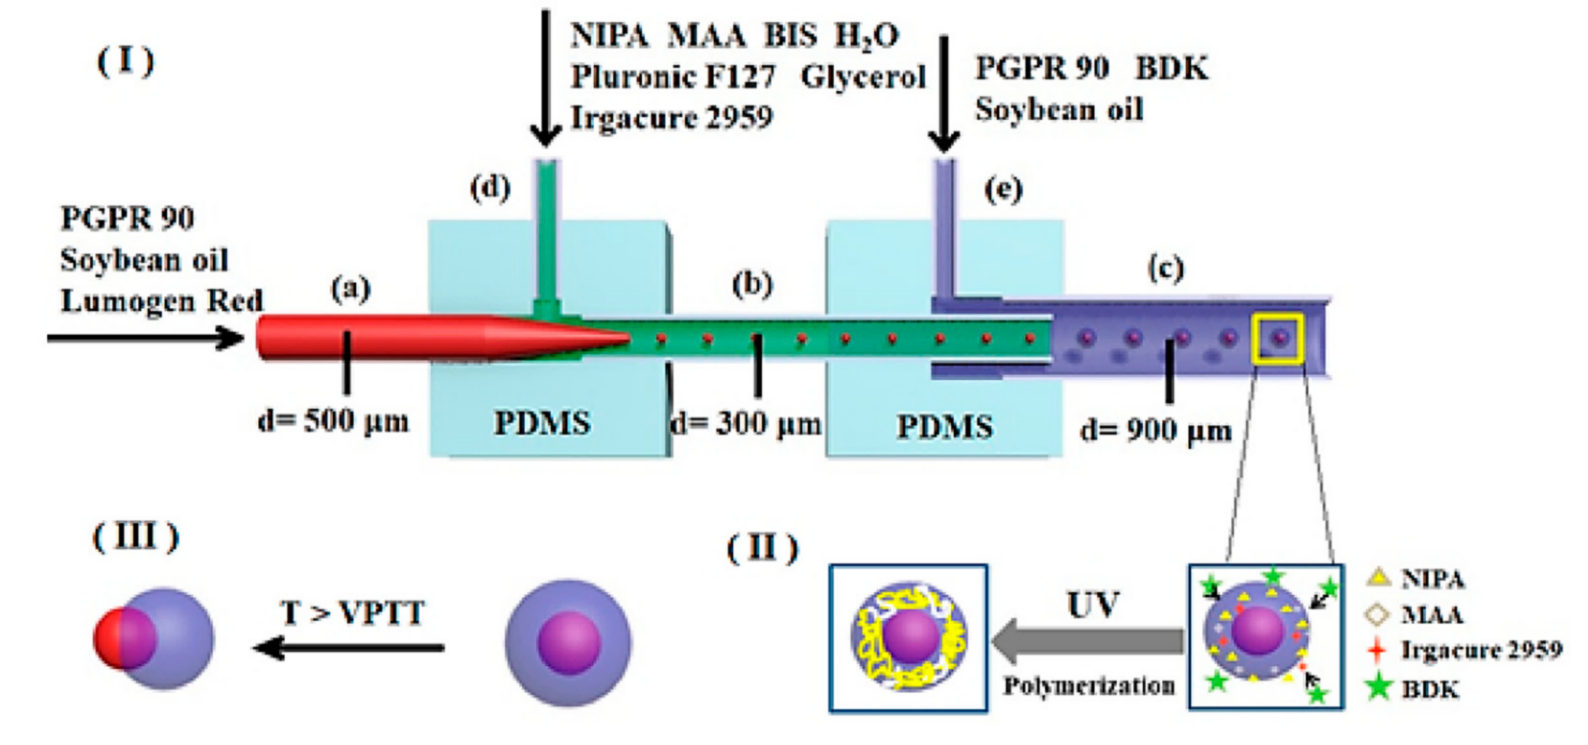 ( I )
NIPA MAA BIS H₂O
Pluronic F127 Glycerol
Irgacure 2959
PGPR 90 BDK
Soybean oil
(d)
(e)
PGPR 90
Soybean oil
Lumogen Red
(a)
(b)
(c)
d= 500 μm
PDMS
d= 300 μm
PDMS
d= 900 μm
( III )
T > VPTT
( II )
UV
Polymerization
NIPA
MAA
Irgacure 2959
BDK